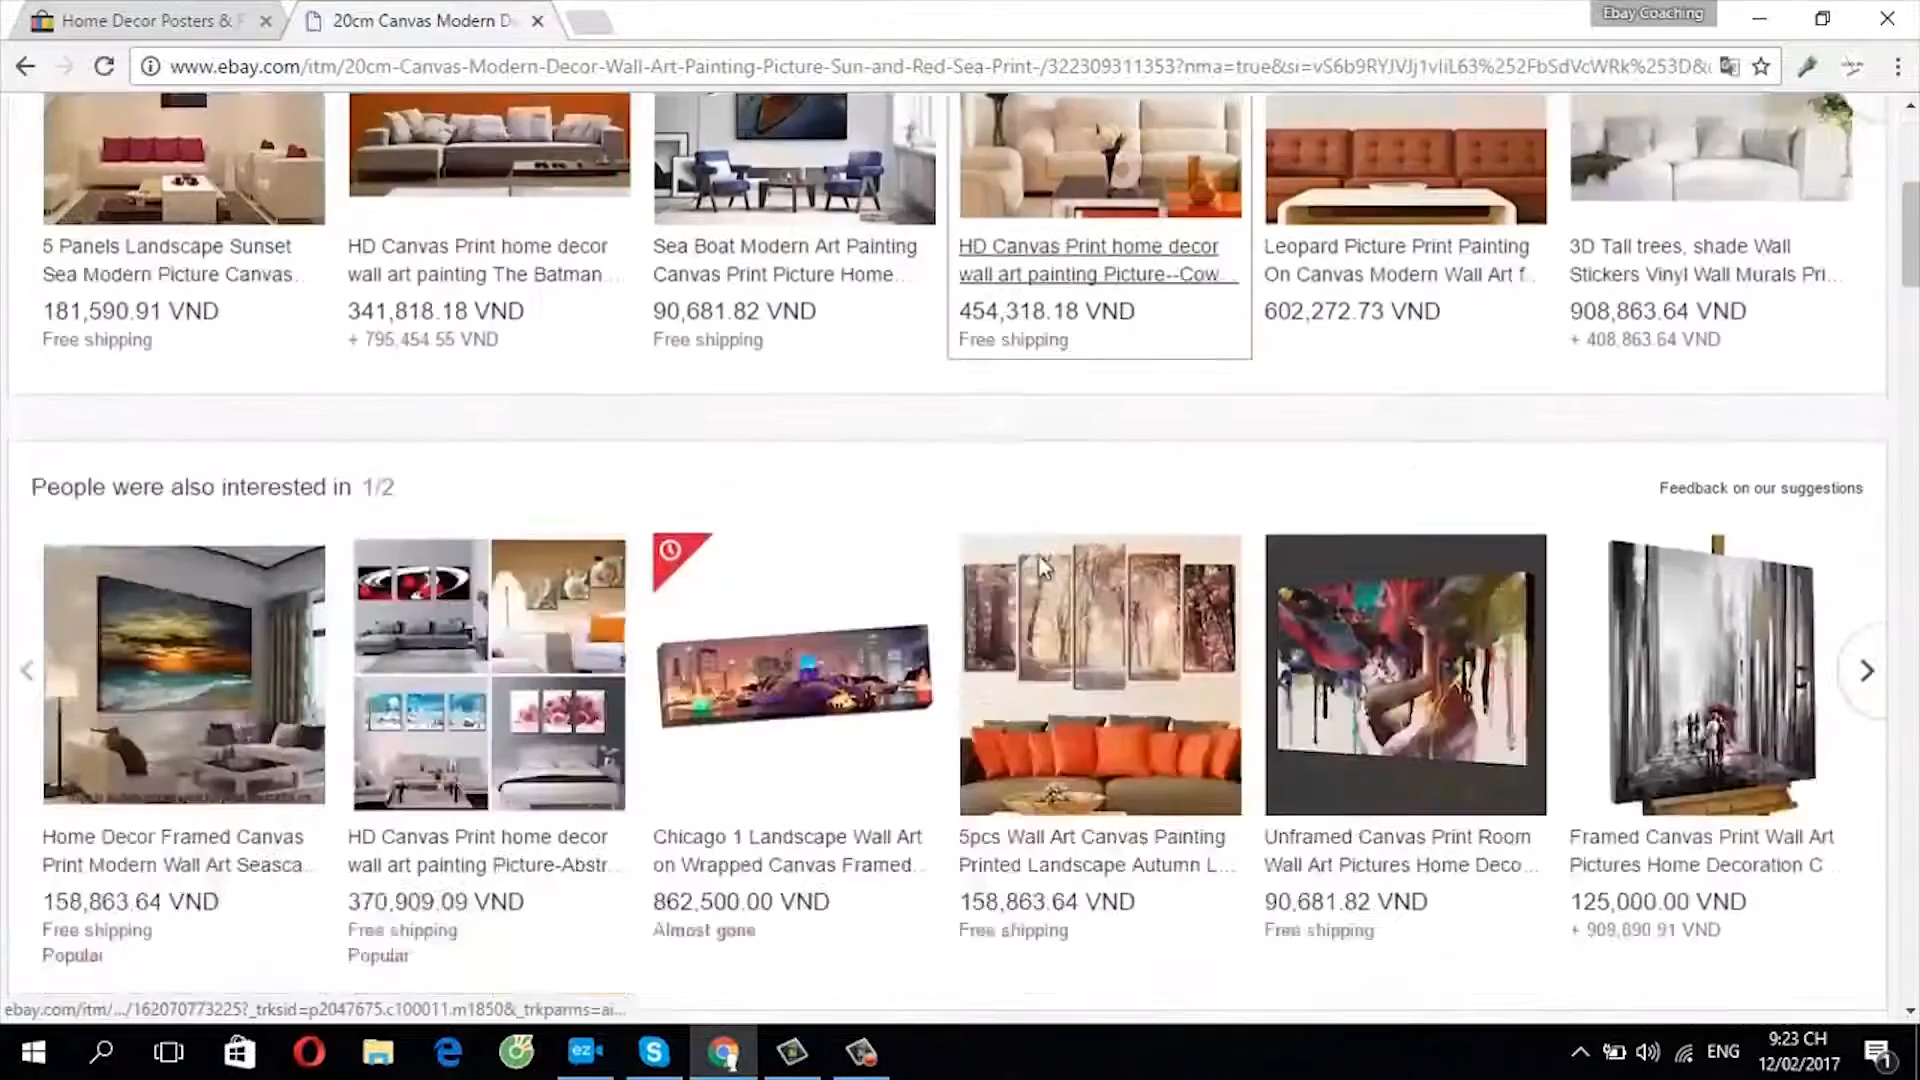 Home Decor Posters &
20cm Canvas Modern D
Ebay Coaching
www.ebay.com/itm/20cm-Canvas-Modern-Decor-Wall-Art-Painting-Picture-Sun-and-Red-Sea-Print-/322309311353?nma=true&si=vS6b9RYJVJj1vIiL63%252FbSdVcWRk%253D&
5 Panels Landscape Sunset
Sea Modern Picture Canvas...
181,590.91 VND
Free shipping
HD Canvas Print home decor
wall art painting The Batman...
341,818.18 VND
+ 795,454.55 VND
Sea Boat Modern Art Painting
Canvas Print Picture Home...
90,681.82 VND
Free shipping
HD Canvas Print home decor
wall art painting Picture--Cow...
454,318.18 VND
Free shipping
Leopard Picture Print Painting
On Canvas Modern Wall Art f...
602,272.73 VND
3D Tall trees, shade Wall
Stickers Vinyl Wall Murals Pri...
908,863.64 VND
+ 408,863.64 VND
People were also interested in 1/2
Feedback on our suggestions
Home Decor Framed Canvas
Print Modern Wall Art Seasca...
158,863.64 VND
Free shipping
Popular
HD Canvas Print home decor
wall art painting Picture-Abstr...
370,909.09 VND
Free shipping
Popular
Chicago 1 Landscape Wall Art
on Wrapped Canvas Framed...
862,500.00 VND
Almost gone
5pcs Wall Art Canvas Painting
Printed Landscape Autumn L...
158,863.64 VND
Free shipping
Unframed Canvas Print Room
Wall Art Pictures Home Deco...
90,681.82 VND
Free shipping
Framed Canvas Print Wall Art
Pictures Home Decoration C
125,000.00 VND
+ 909,090.91 VND
ebay.com/itm/.../162070773225?_trksid=p2047675.c100011.m1850&_trkparms=ai...
ez
ENG
9:23 CH
12/02/2017
1